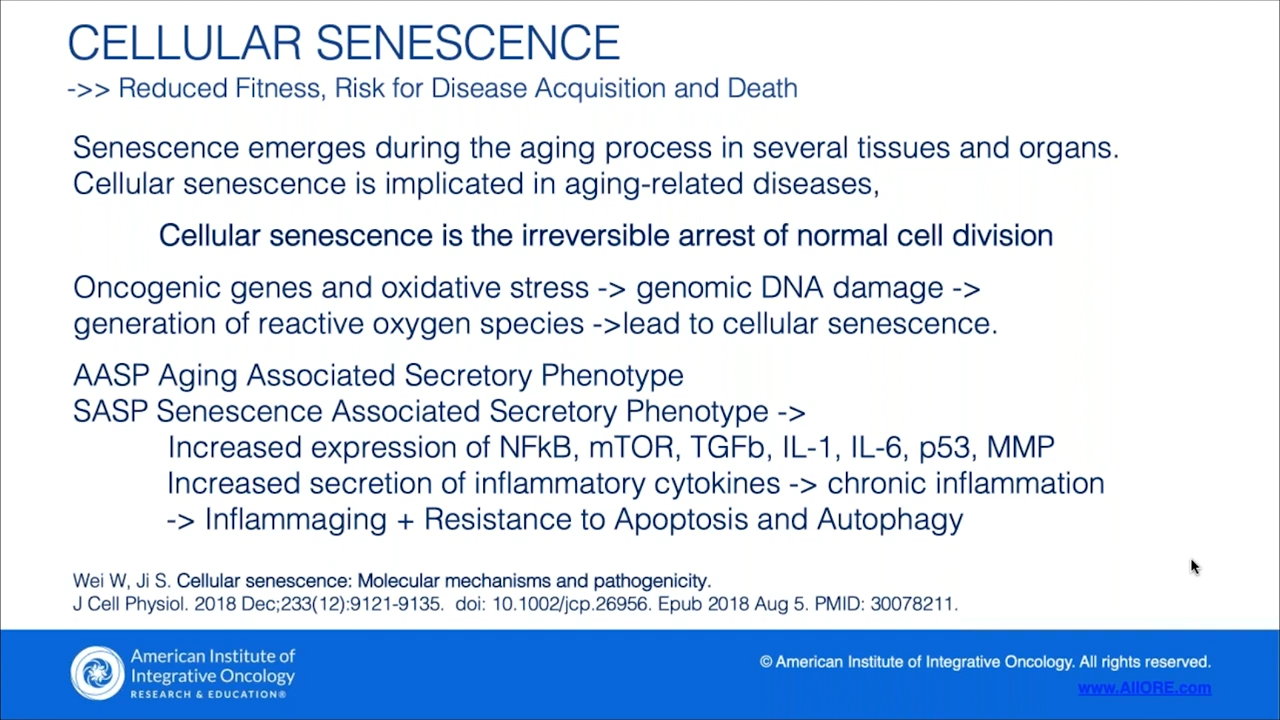 CELLULAR SENESCENCE
->> Reduced Fitness, Risk for Disease Acquisition and Death
Senescence emerges during the aging process in several tissues and organs.
Cellular senescence is implicated in aging-related diseases,
Cellular senescence is the irreversible arrest of normal cell division
Oncogenic genes and oxidative stress -> genomic DNA damage ->
generation of reactive oxygen species ->lead to cellular senescence.
AASP Aging Associated Secretory Phenotype
SASP Senescence Associated Secretory Phenotype ->
Increased expression of NFkB, mTOR, TGFb, IL-1, IL-6, p53, MMP
Increased secretion of inflammatory cytokines -> chronic inflammation
-> Inflammaging + Resistance to Apoptosis and Autophagy
Wei W, Ji S. Cellular senescence: Molecular mechanisms and pathogenicity.
J Cell Physiol. 2018 Dec;233(12):9121-9135. doi: 10.1002/jcp.26956. Epub 2018 Aug 5. PMID: 30078211.
American Institute of
Integrative Oncology
RESEARCH & EDUCATION®
© American Institute of Integrative Oncology. All rights reserved.
www.AIIORE.com